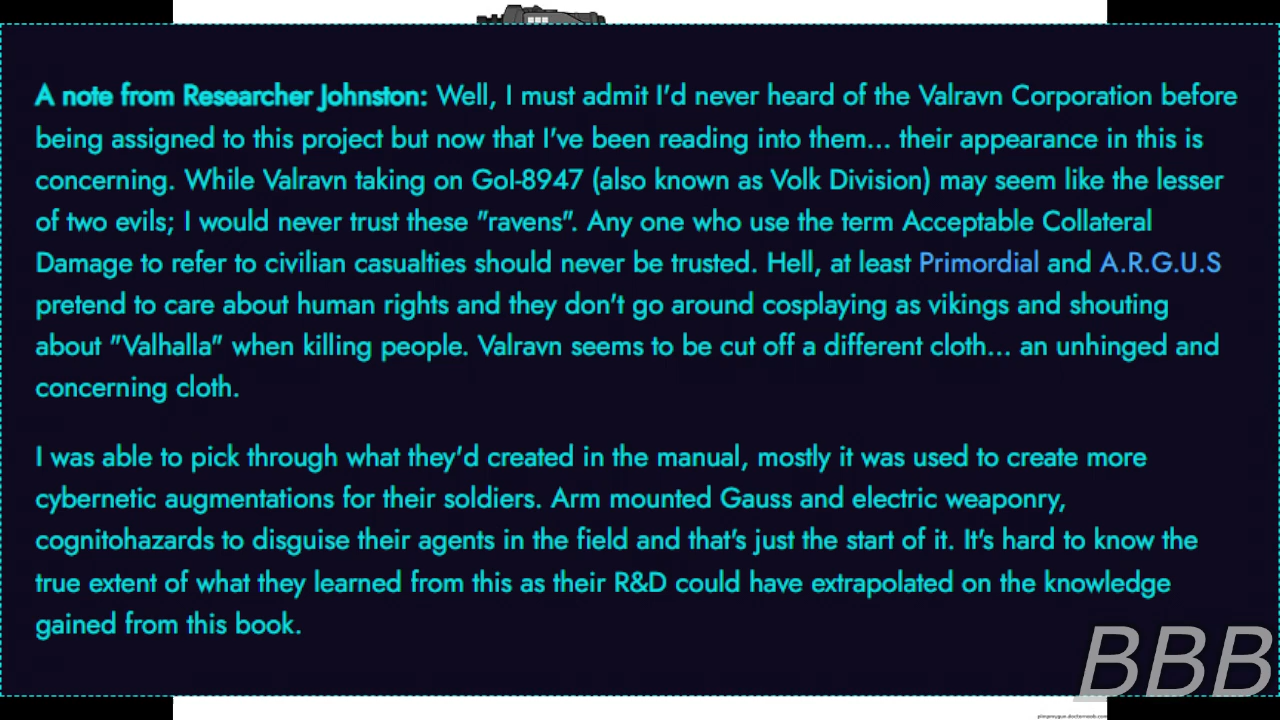 A note from Researcher Johnston: Well, I must admit I'd never heard of the Valravn Corporation before
being assigned to this project but now that I've been reading into them... their appearance in this is
concerning. While Valravn taking on GoI-8947 (also known as Volk Division) may seem like the lesser
of two evils; I would never trust these "ravens". Any one who use the term Acceptable Collateral
Damage to refer to civilian casualties should never be trusted. Hell, at least Primordial and A.R.G.U.S
pretend to care about human rights and they don't go around cosplaying as vikings and shouting
about "Valhalla" when killing people. Valravn seems to be cut off a different cloth... an unhinged and
concerning cloth.
I was able to pick through what they'd created in the manual, mostly it was used to create more
cybernetic augmentations for their soldiers. Arm mounted Gauss and electric weaponry,
cognitohazards to disguise their agents in the field and that's just the start of it. It's hard to know the
true extent of what they learned from this as their R&D could have extrapolated on the knowledge
gained from this book.
BBB
pimpmygun.doctornoob.com